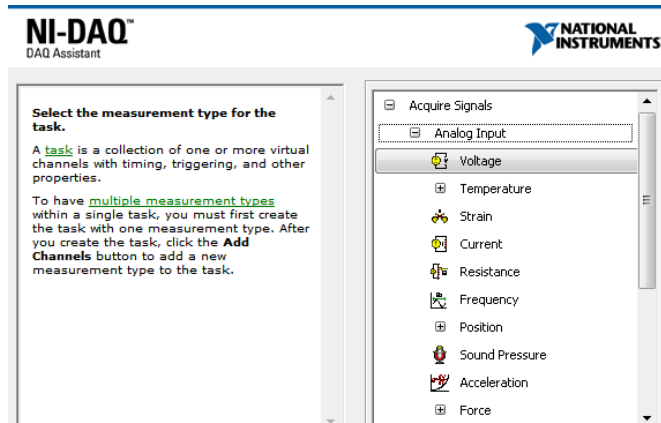 NI-DAQ™
DAQ Assistant
NATIONAL
INSTRUMENTS
Select the measurement type for the
task.
A task is a collection of one or more virtual
channels with timing, triggering, and other
properties.
To have multiple measurement types
within a single task, you must first create
the task with one measurement type. After
you create the task, click the Add
Channels button to add a new
measurement type to the task.
Acquire Signals
Analog Input
Voltage
Temperature
Strain
Current
Resistance
Frequency
Position
Sound Pressure
Acceleration
Force